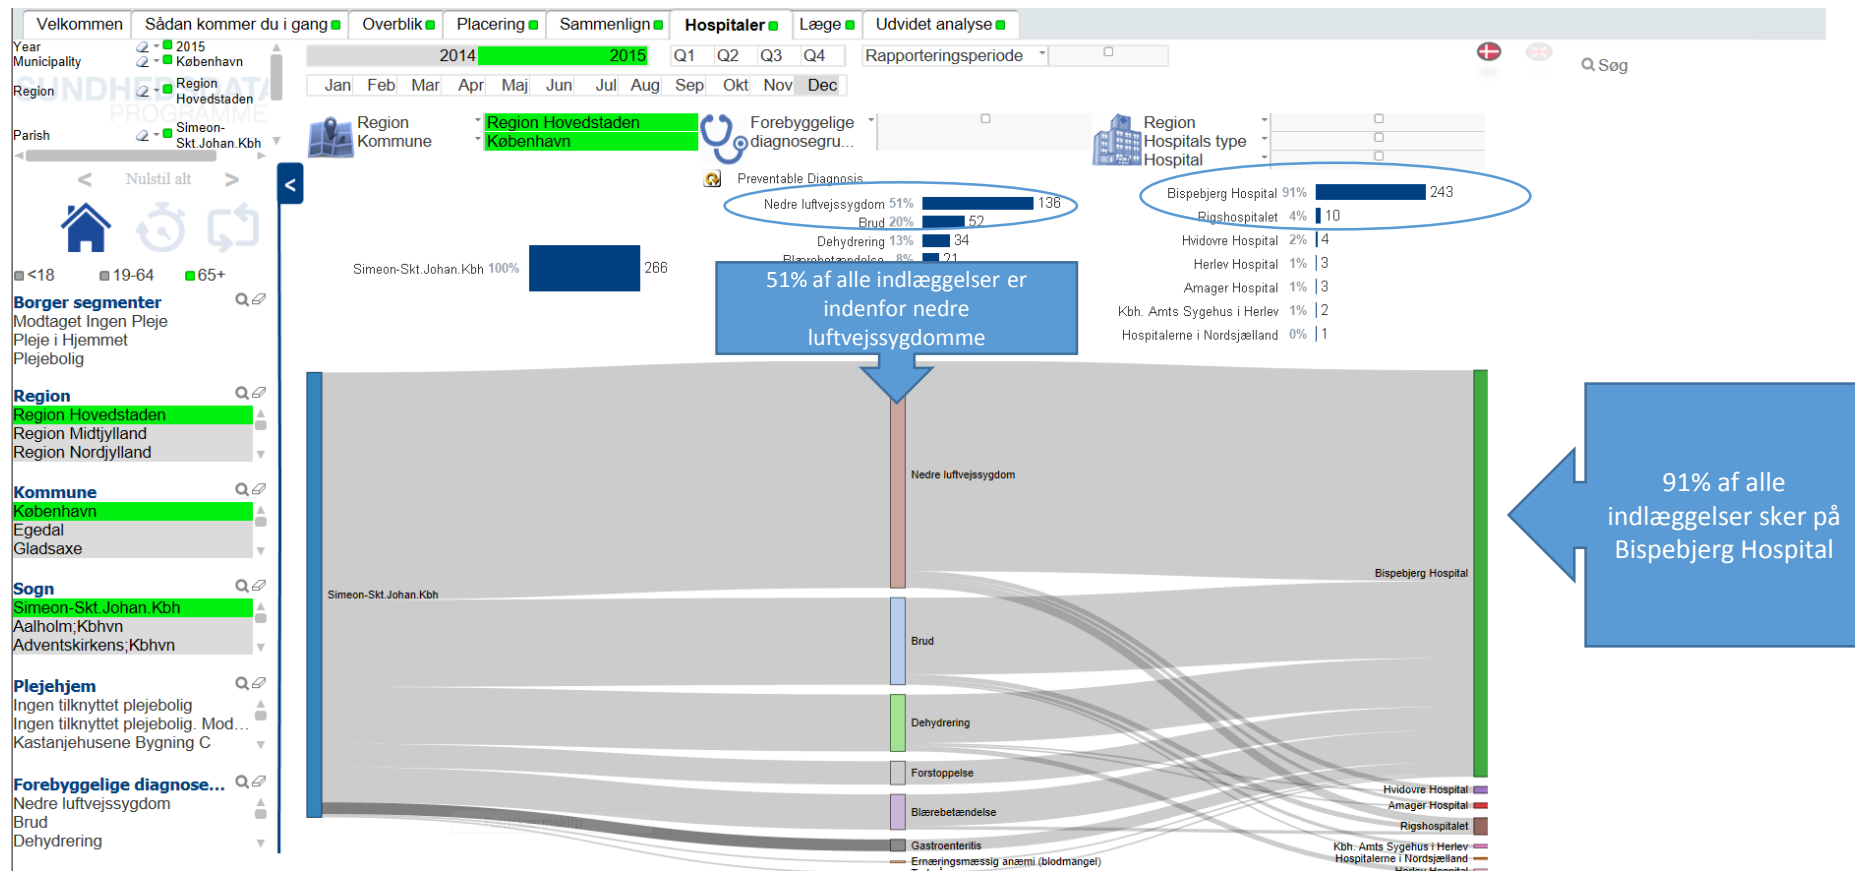 Velkommen
Sådan kommer du i gang
Overblik
Placering
Sammenlign
Hospitaler
Læge
Udvidet analyse
Year 2015
Municipality København
Region Region
Hovedstaden
Parish Simeon-
Skt.Johan.Kbh
SUNDHEDSDATA
PROGRAMME
2014 2015
Q1 Q2 Q3 Q4
Rapporteringsperiode
Søg
Jan Feb Mar Apr Maj Jun Jul Aug Sep Okt Nov Dec
Region Region Hovedstaden
Kommune København
Forebyggelige
diagnosegru...
Region
Hospitals type
Hospital
< Nulstil alt >
<
<18 19-64 65+
Borger segmenter
Modtaget Ingen Pleje
Pleje i Hjemmet
Plejebolig
Region
Region Hovedstaden
Region Midtjylland
Region Nordjylland
Kommune
København
Egedal
Gladsaxe
Sogn
Simeon-Skt.Johan.Kbh
Aalholm;Kbhvn
Adventskirkens;Kbhvn
Plejehjem
Ingen tilknyttet plejebolig
Ingen tilknyttet plejebolig. Mod...
Kastanjehusene Bygning C
Forebyggelige diagnose...
Nedre luftvejssygdom
Brud
Dehydrering
Simeon-Skt.Johan.Kbh 100% 266
Preventable Diagnosis
Nedre luftvejssygdom 51% 136
Brud 20% 52
Dehydrering 13% 34
Blærebetændelse 8% 21
51% af alle indlæggelser er
indenfor nedre
luftvejssygdomme
Bispebjerg Hospital 91% 243
Rigshospitalet 4% 10
Hvidovre Hospital 2% 4
Herlev Hospital 1% 3
Amager Hospital 1% 3
Kbh. Amts Sygehus i Herlev 1% 2
Hospitalerne i Nordsjælland 0% 1
Simeon-Skt.Johan.Kbh
Nedre luftvejssygdom
Brud
Dehydrering
Forstoppelse
Blærebetændelse
Gastroenteritis
Ernæringsmæssig anæmi (blodmangel)
Bispebjerg Hospital
Hvidovre Hospital
Amager Hospital
Rigshospitalet
Kbh. Amts Sygehus i Herlev
Hospitalerne i Nordsjælland
Herlev Hospital
91% af alle
indlæggelser sker på
Bispebjerg Hospital